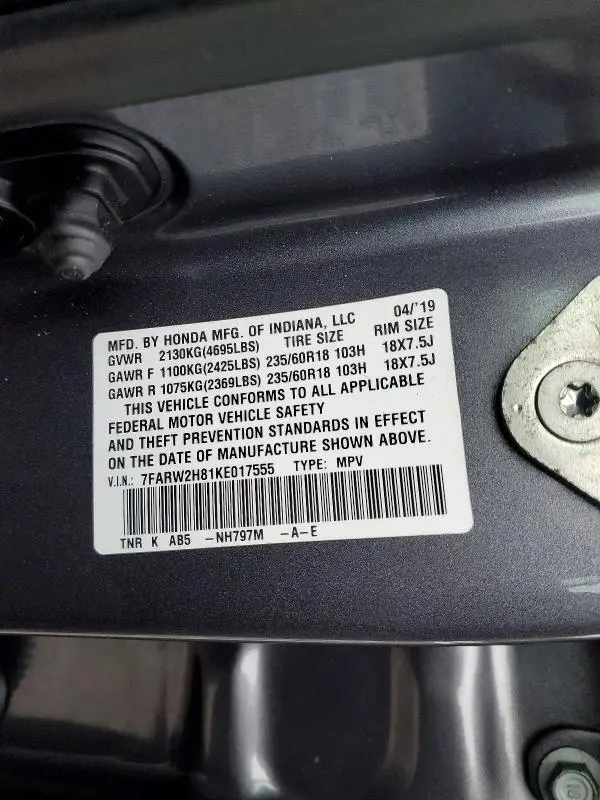 MFD. BY HONDA MFG. OF INDIANA, LLC 04/'19
GVWR 2130KG(4695LBS) TIRE SIZE RIM SIZE
GAWR F 1100KG(2425LBS) 235/60R18 103H 18X7.5J
GAWR R 1075KG(2369LBS) 235/60R18 103H 18X7.5J
THIS VEHICLE CONFORMS TO ALL APPLICABLE
FEDERAL MOTOR VEHICLE SAFETY
AND THEFT PREVENTION STANDARDS IN EFFECT
ON THE DATE OF MANUFACTURE SHOWN ABOVE.
V.I.N.: 7FARW2H81KE017555 TYPE: MPV
TNR K AB5 -NH797M -A-E